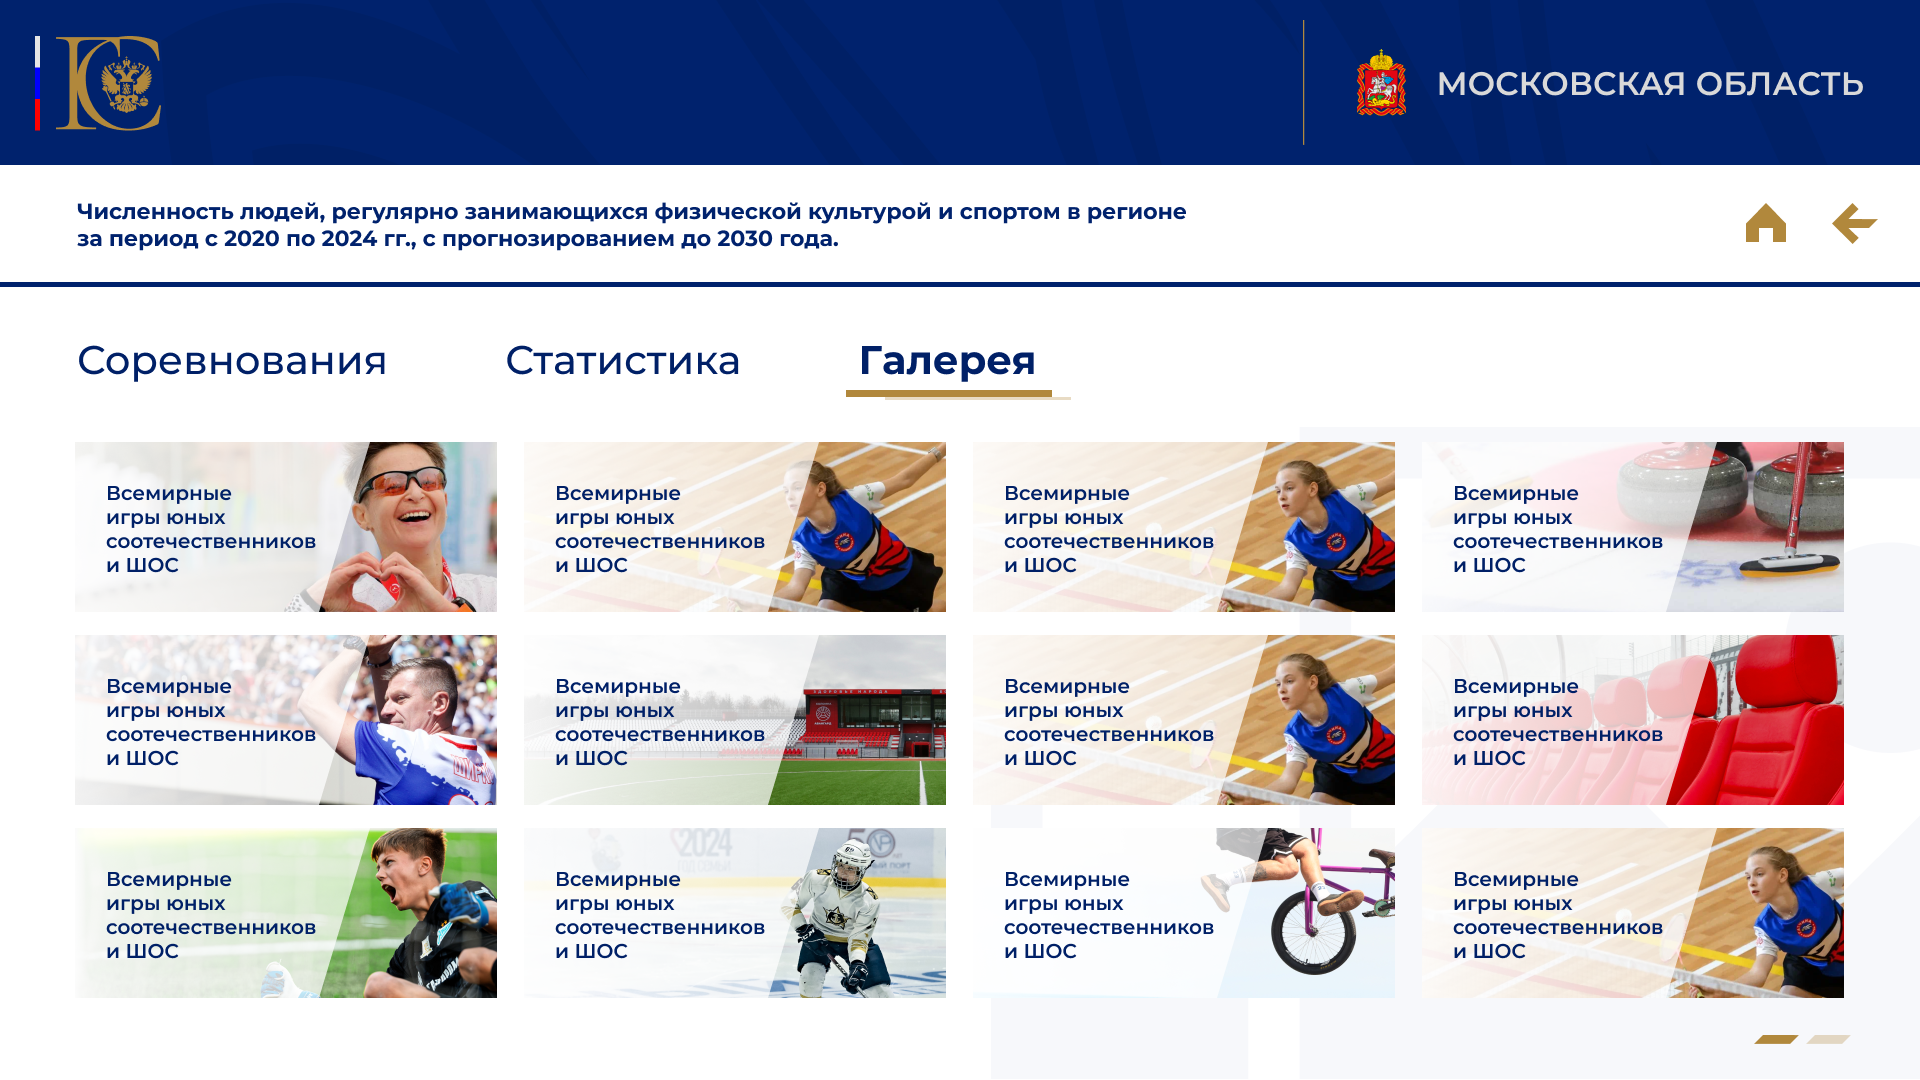 МОСКОВСКАЯ ОБЛАСТЬ
Численность людей, регулярно занимающихся физической культурой и спортом в регионе
за период с 2020 по 2024 гг., с прогнозированием до 2030 года.
Соревнования
Статистика
Галерея
Всемирные
игры юных
соотечественников
и ШОС
Всемирные
игры юных
соотечественников
и ШОС
Всемирные
игры юных
соотечественников
и ШОС
Всемирные
игры юных
соотечественников
и ШОС
Всемирные
игры юных
соотечественников
и ШОС
Всемирные
игры юных
соотечественников
и ШОС
ЗДОРОВЬЕ НАРОДА
Всемирные
игры юных
соотечественников
и ШОС
Всемирные
игры юных
соотечественников
и ШОС
Всемирные
игры юных
соотечественников
и ШОС
Всемирные
игры юных
соотечественников
и ШОС
2024
Всемирные
игры юных
соотечественников
и ШОС
Всемирные
игры юных
соотечественников
и ШОС